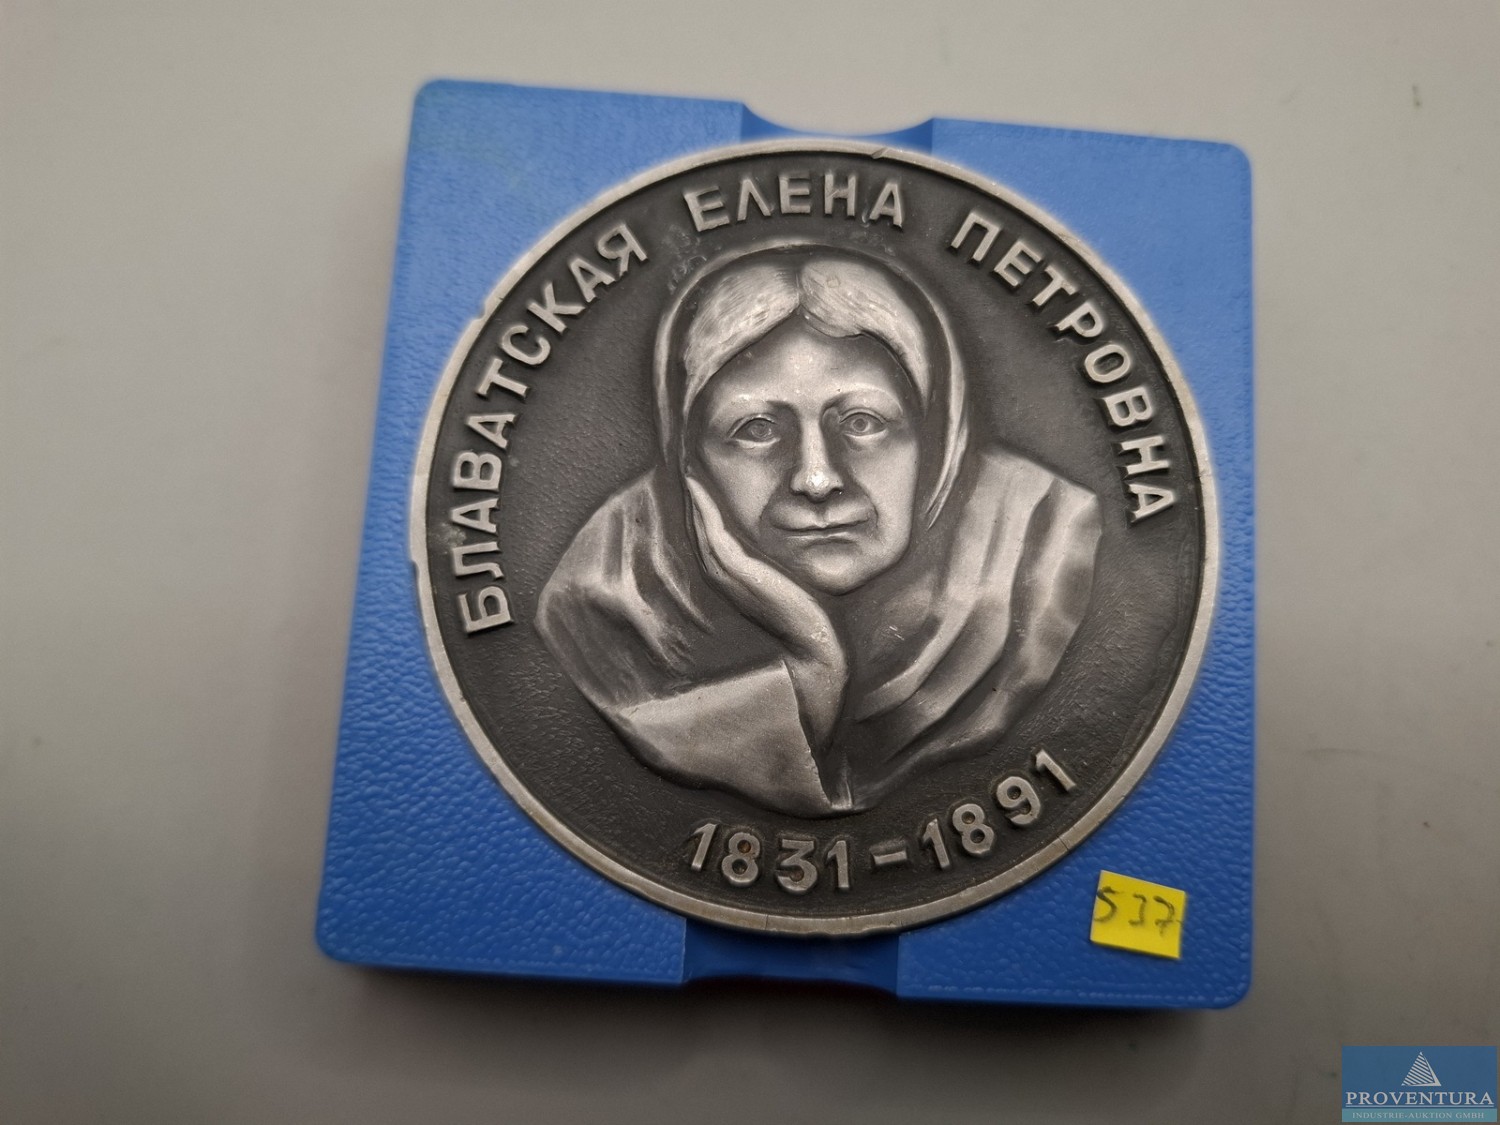 БЛАВАТСКАЯ ЕЛЕНА ПЕТРОВНА
1831-1891
537
PROVENTURA
INDUSTRIE-AUKTION GMBH